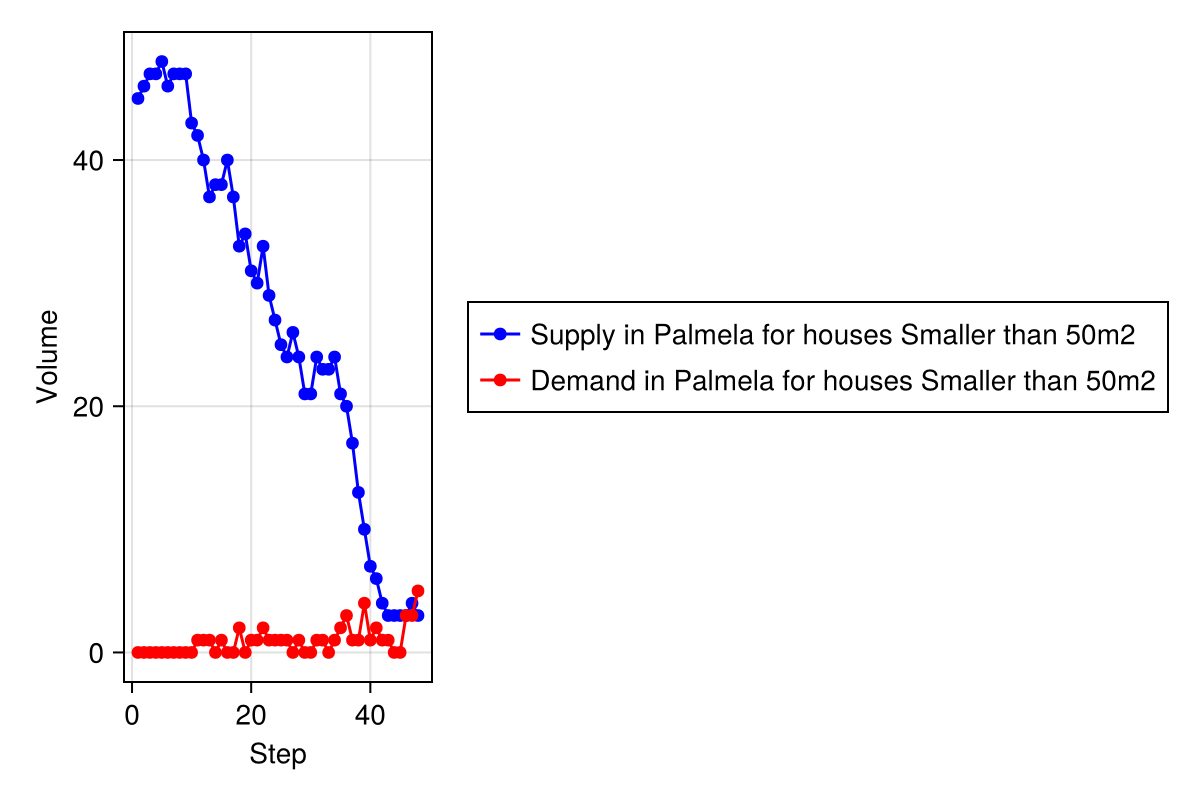 Volume
40
20
0
0 20 40
Step
Supply in Palmela for houses Smaller than 50m2
Demand in Palmela for houses Smaller than 50m2